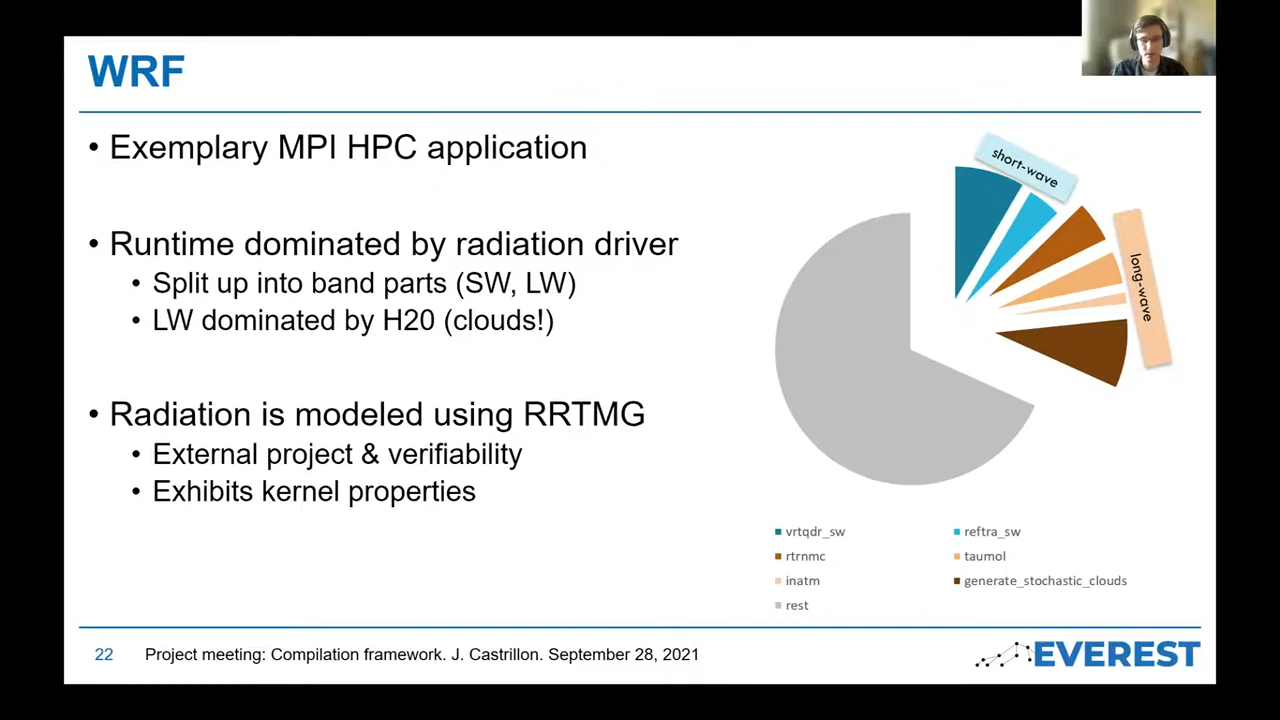 WRF
• Exemplary MPI HPC application
• Runtime dominated by radiation driver
• Split up into band parts (SW, LW)
• LW dominated by H20 (clouds!)
• Radiation is modeled using RRTMG
• External project & verifiability
• Exhibits kernel properties
short-wave
long-wave
vrtqdr_sw
reftra_sw
rtrnmc
taumol
inatm
generate_stochastic_clouds
rest
22
Project meeting: Compilation framework. J. Castrillon. September 28, 2021
EVEREST